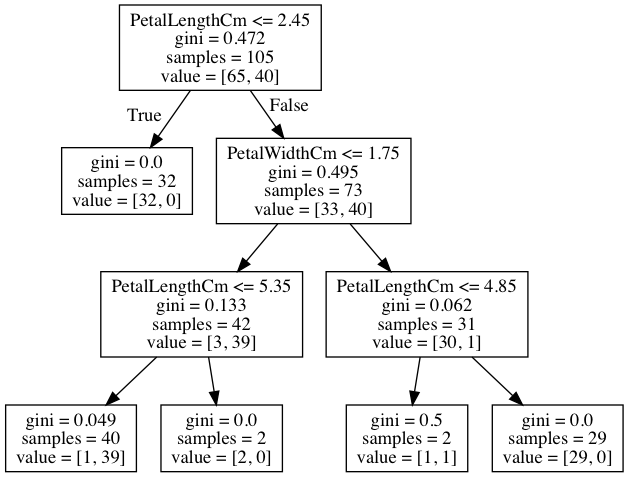 PetalLengthCm <= 2.45
gini = 0.472
samples = 105
value = [65, 40]
True
False
gini = 0.0
samples = 32
value = [32, 0]
PetalWidthCm <= 1.75
gini = 0.495
samples = 73
value = [33, 40]
PetalLengthCm <= 5.35
gini = 0.133
samples = 42
value = [3, 39]
PetalLengthCm <= 4.85
gini = 0.062
samples = 31
value = [30, 1]
gini = 0.049
samples = 40
value = [1, 39]
gini = 0.0
samples = 2
value = [2, 0]
gini = 0.5
samples = 2
value = [1, 1]
gini = 0.0
samples = 29
value = [29, 0]